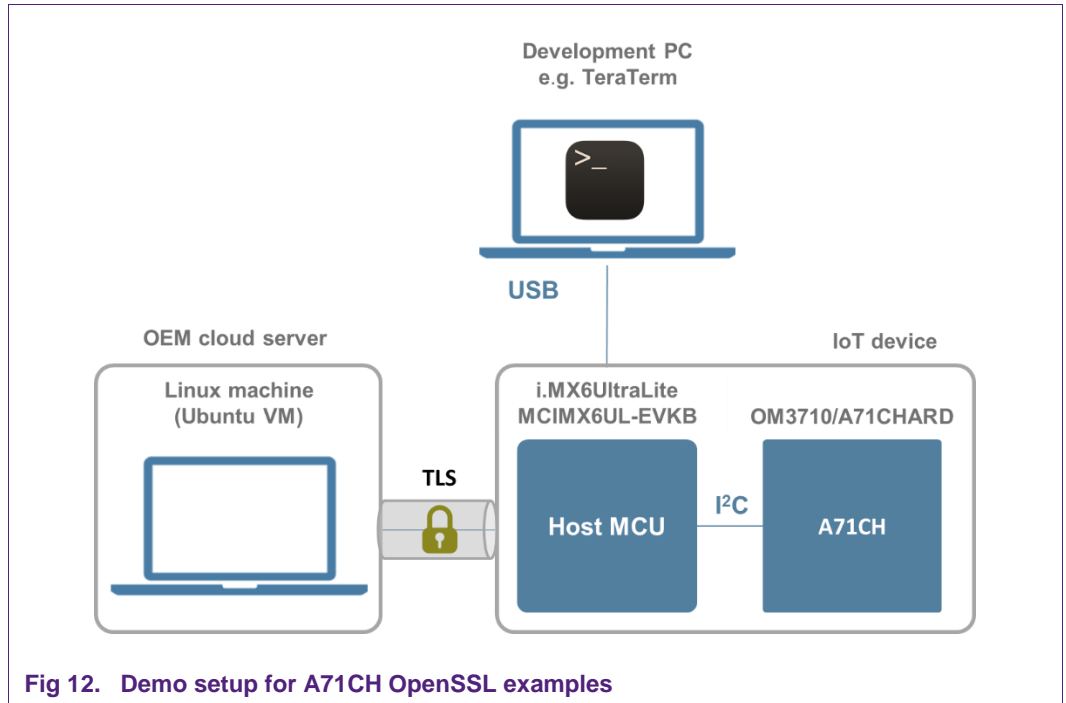 Development PC
e.g. TeraTerm
>_
USB
OEM cloud server
IoT device
Linux machine
(Ubuntu VM)
i.MX6UltraLite
MCIMX6UL-EVKB
OM3710/A71CHARD
TLS
Host MCU
I²C
A71CH
Fig 12. Demo setup for A71CH OpenSSL examples